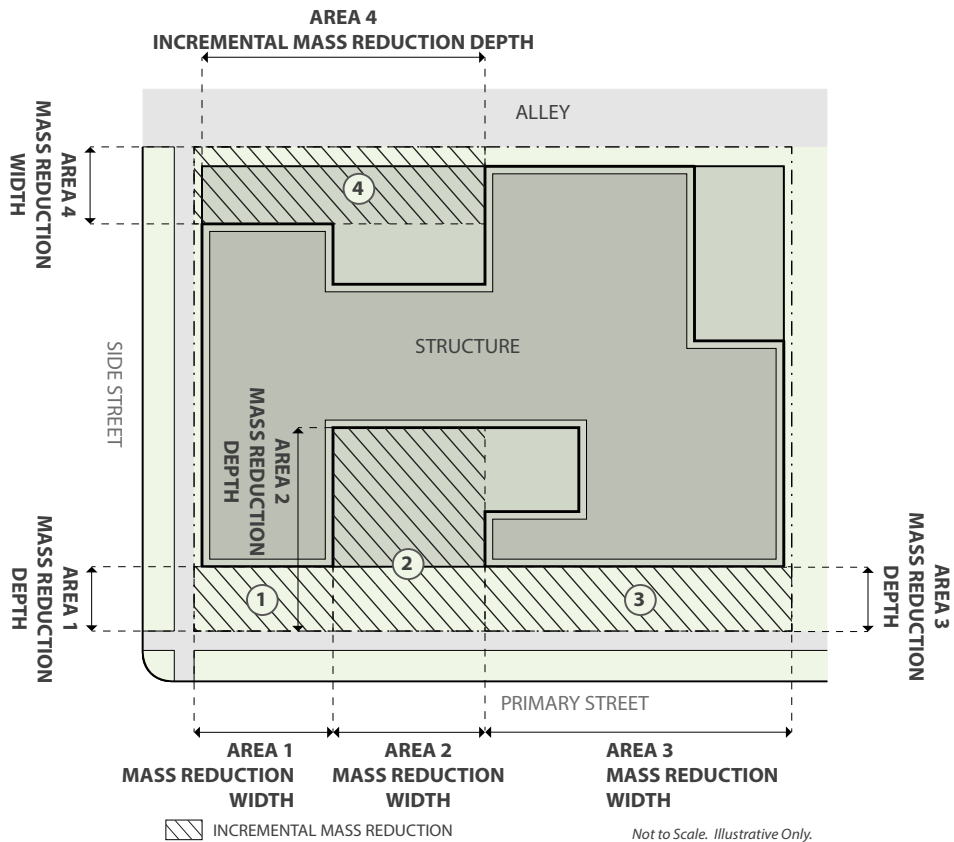 AREA 4
INCREMENTAL MASS REDUCTION DEPTH
ALLEY
AREA 4
MASS REDUCTION
WIDTH
4
STRUCTURE
SIDE STREET
AREA 2
MASS REDUCTION
DEPTH
2
1
3
AREA 1
MASS REDUCTION
DEPTH
AREA 3
MASS REDUCTION
DEPTH
PRIMARY STREET
AREA 1
MASS REDUCTION
WIDTH
AREA 2
MASS REDUCTION
WIDTH
AREA 3
MASS REDUCTION
WIDTH
INCREMENTAL MASS REDUCTION
Not to Scale. Illustrative Only.